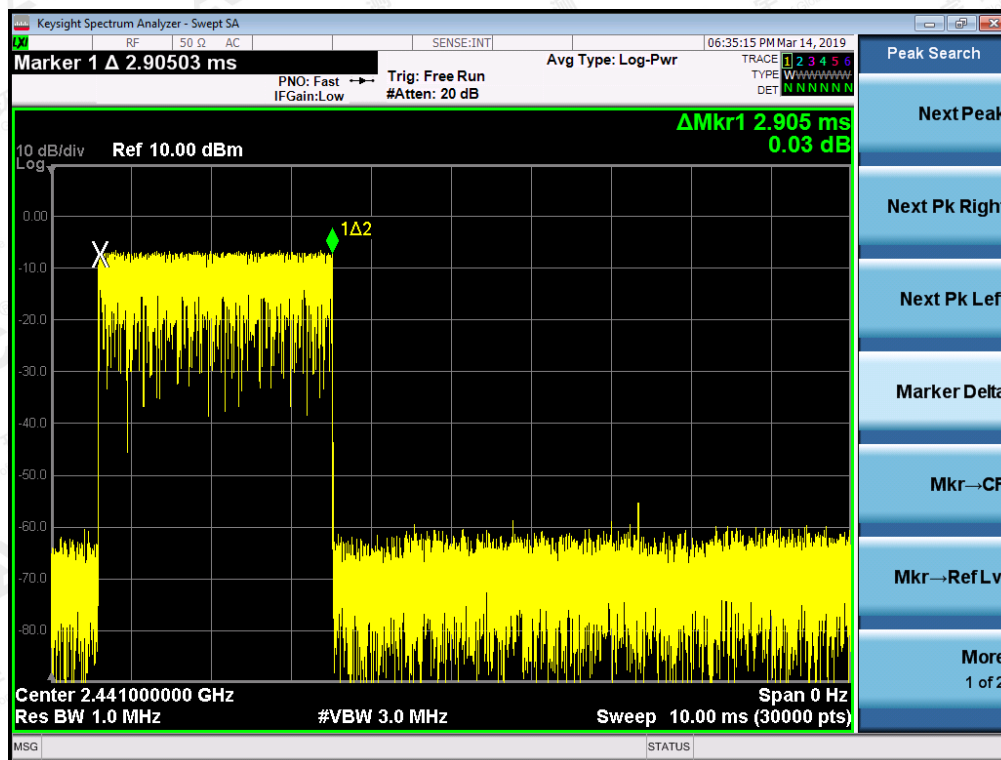 Keysight Spectrum Analyzer - Swept SA
LXI RF 50 Ω AC SENSE:INT 06:35:15 PM Mar 14, 2019
Marker 1 Δ 2.90503 ms
PNO: Fast
IFGain:Low
Trig: Free Run
#Atten: 20 dB
Avg Type: Log-Pwr
TRACE 1 2 3 4 5 6
TYPE WWWWWW
DET N N N N N N
ΔMkr1 2.905 ms
0.03 dB
10 dB/div Ref 10.00 dBm
Log
0.00
-10.0
-20.0
-30.0
-40.0
-50.0
-60.0
-70.0
-80.0
1Δ2
Center 2.441000000 GHz Span 0 Hz
Res BW 1.0 MHz #VBW 3.0 MHz Sweep 10.00 ms (30000 pts)
MSG STATUS
Peak Search
Next Peak
Next Pk Right
Next Pk Left
Marker Delta
Mkr→CF
Mkr→Ref Lv
More
1 of 2